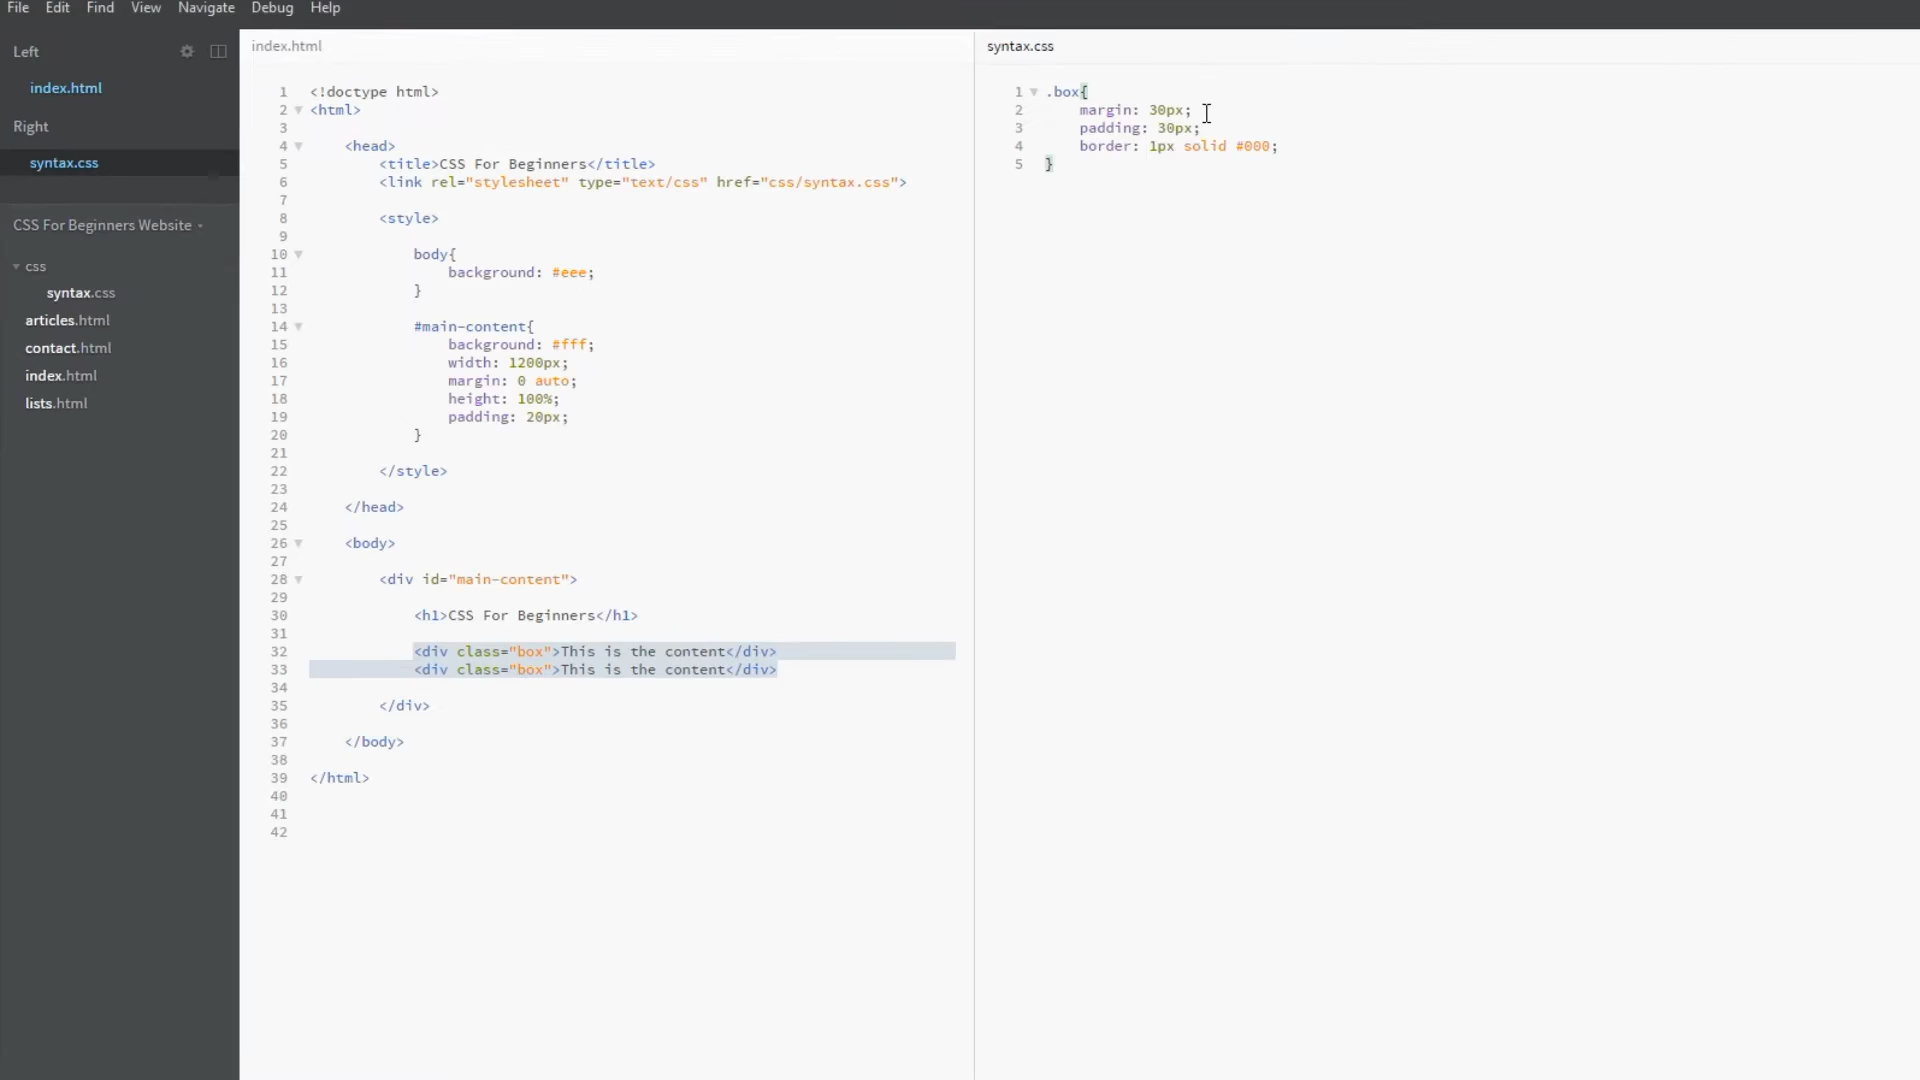 File Edit Find View Navigate Debug Help
Left
index.html
Right
syntax.css
CSS For Beginners Website
css
syntax.css
articles.html
contact.html
index.html
lists.html
index.html
1 <!doctype html>
2 <html>
3
4 <head>
5 <title>CSS For Beginners</title>
6 <link rel="stylesheet" type="text/css" href="css/syntax.css">
7
8 <style>
9
10 body{
11 background: #eee;
12 }
13
14 #main-content{
15 background: #fff;
16 width: 1200px;
17 margin: 0 auto;
18 height: 100%;
19 padding: 20px;
20 }
21
22 </style>
23
24 </head>
25
26 <body>
27
28 <div id="main-content">
29
30 <h1>CSS For Beginners</h1>
31
32 <div class="box">This is the content</div>
33 <div class="box">This is the content</div>
34
35 </div>
36
37 </body>
38
39 </html>
40
41
42
syntax.css
1 .box{
2 margin: 30px;
3 padding: 30px;
4 border: 1px solid #000;
5 }